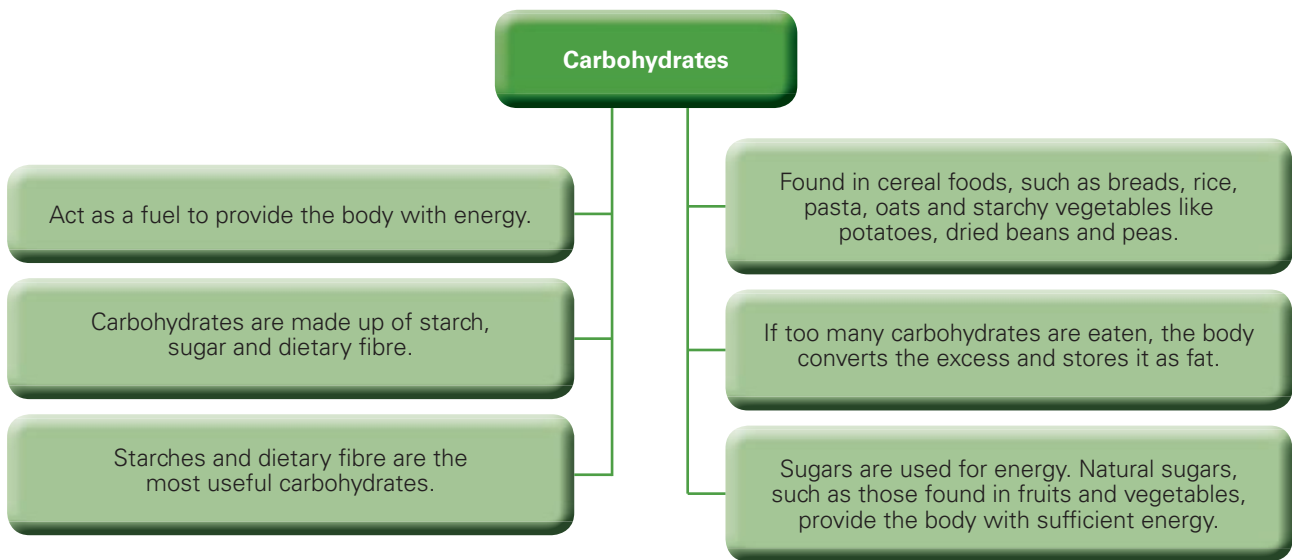 Carbohydrates
Act as a fuel to provide the body with energy.
Carbohydrates are made up of starch,
sugar and dietary fibre.
Starches and dietary fibre are the
most useful carbohydrates.
Found in cereal foods, such as breads, rice,
pasta, oats and starchy vegetables like
potatoes, dried beans and peas.
If too many carbohydrates are eaten, the body
converts the excess and stores it as fat.
Sugars are used for energy. Natural sugars,
such as those found in fruits and vegetables,
provide the body with sufficient energy.